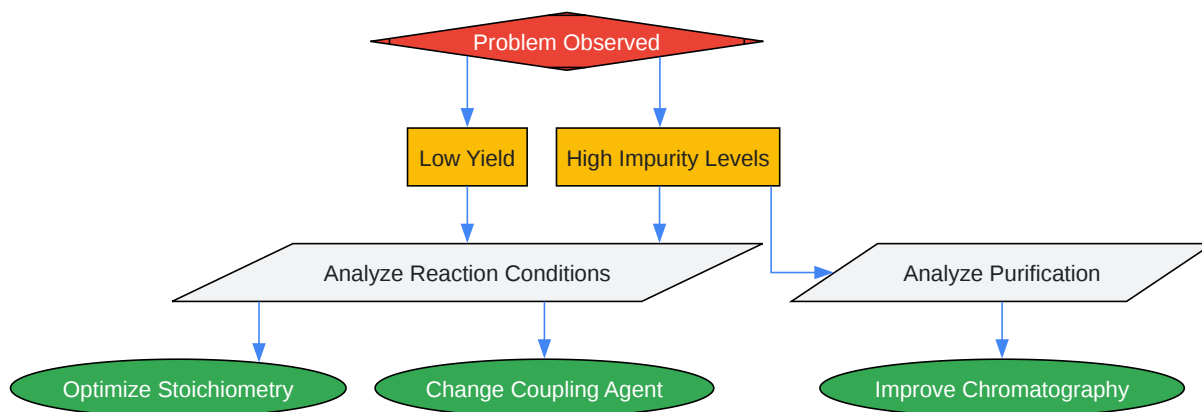 Problem Observed
Low Yield
High Impurity Levels
Analyze Reaction Conditions
Analyze Purification
Optimize Stoichiometry
Change Coupling Agent
Improve Chromatography